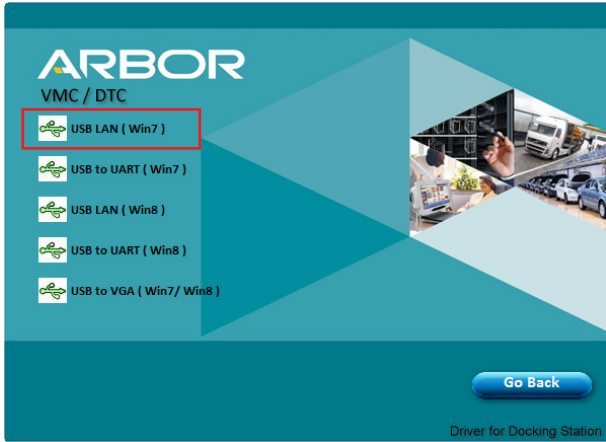 ARBOR
VMC / DTC
USB LAN ( Win7 )
USB to UART ( Win7 )
USB LAN ( Win8 )
USB to UART ( Win8 )
USB to VGA ( Win7/ Win8 )
Go Back
Driver for Docking Station